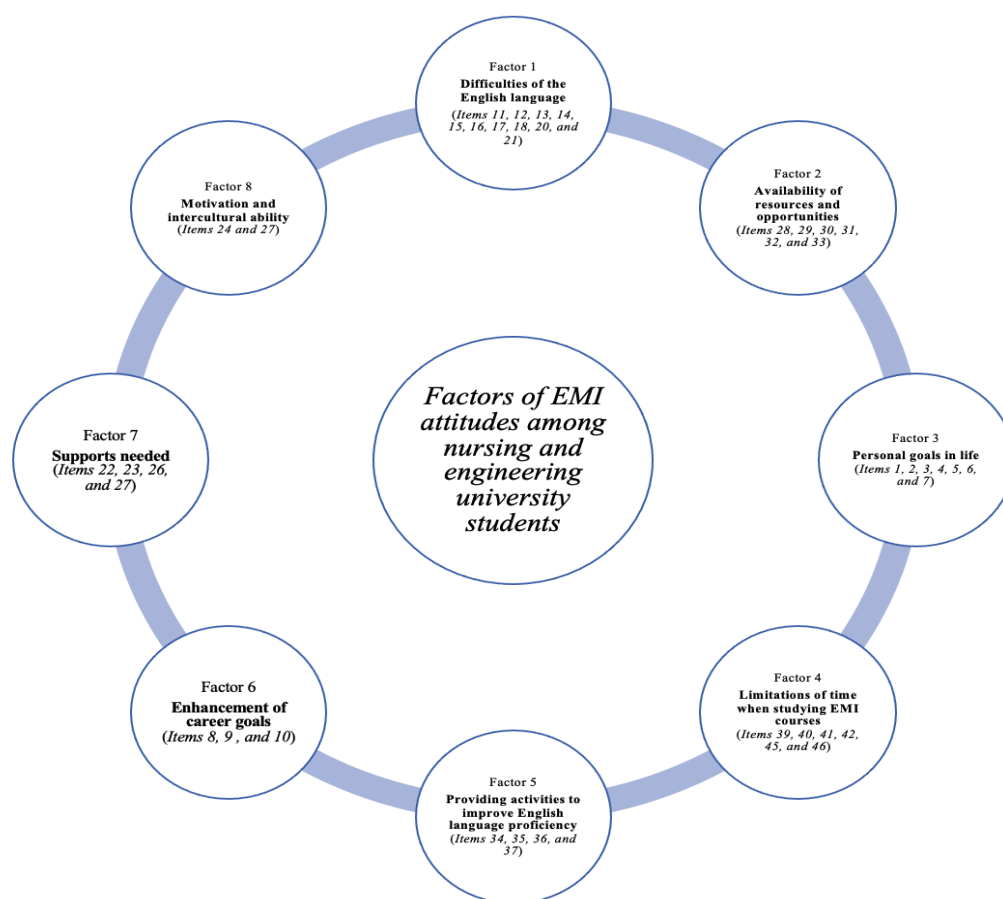 Factor 1
Difficulties of the
English language
(Items 11, 12, 13, 14,
15, 16, 17, 18, 20, and
21)
Factor 2
Availability of
resources and
opportunities
(Items 28, 29, 30, 31,
32, and 33)
Factor 3
Personal goals in life
(Items 1, 2, 3, 4, 5, 6,
and 7)
Factor 4
Limitations of time
when studying EMI
courses
(Items 39, 40, 41, 42,
45, and 46)
Factor 5
Providing activities to
improve English
language proficiency
(Items 34, 35, 36, and
37)
Factor 6
Enhancement of
career goals
(Items 8, 9 , and 10)
Factor 7
Supports needed
(Items 22, 23, 26,
and 27)
Factor 8
Motivation and
intercultural ability
(Items 24 and 27)
Factors of EMI
attitudes among
nursing and
engineering
university
students